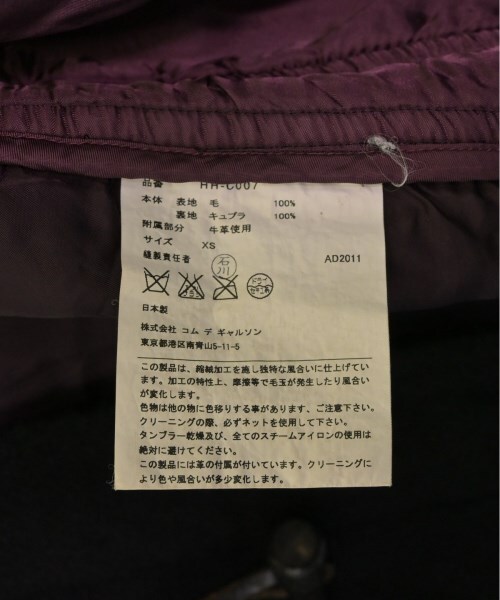 品番 HH-C007
本体 表地 毛 100%
裏地 キュプラ 100%
附属部分 牛革使用
サイズ XS
縫製責任者 石川 AD2011
日本製
株式会社 コム デ ギャルソン
東京都港区南青山5-11-5
この製品は、縮絨加工を施し独特な風合いに仕上げてい
ます。加工の特性上、摩擦等で毛玉が発生したり風合い
が変化します。
色物は他の物に色移りする事があります、ご注意下さい。
クリーニングの際、必ずネットを使用して下さい。
タンブラー乾燥及び、全てのスチームアイロンの使用は
絶対に避けてください。
この製品には革の付属が付いています。クリーニングに
より色や風合いが多少変化します。